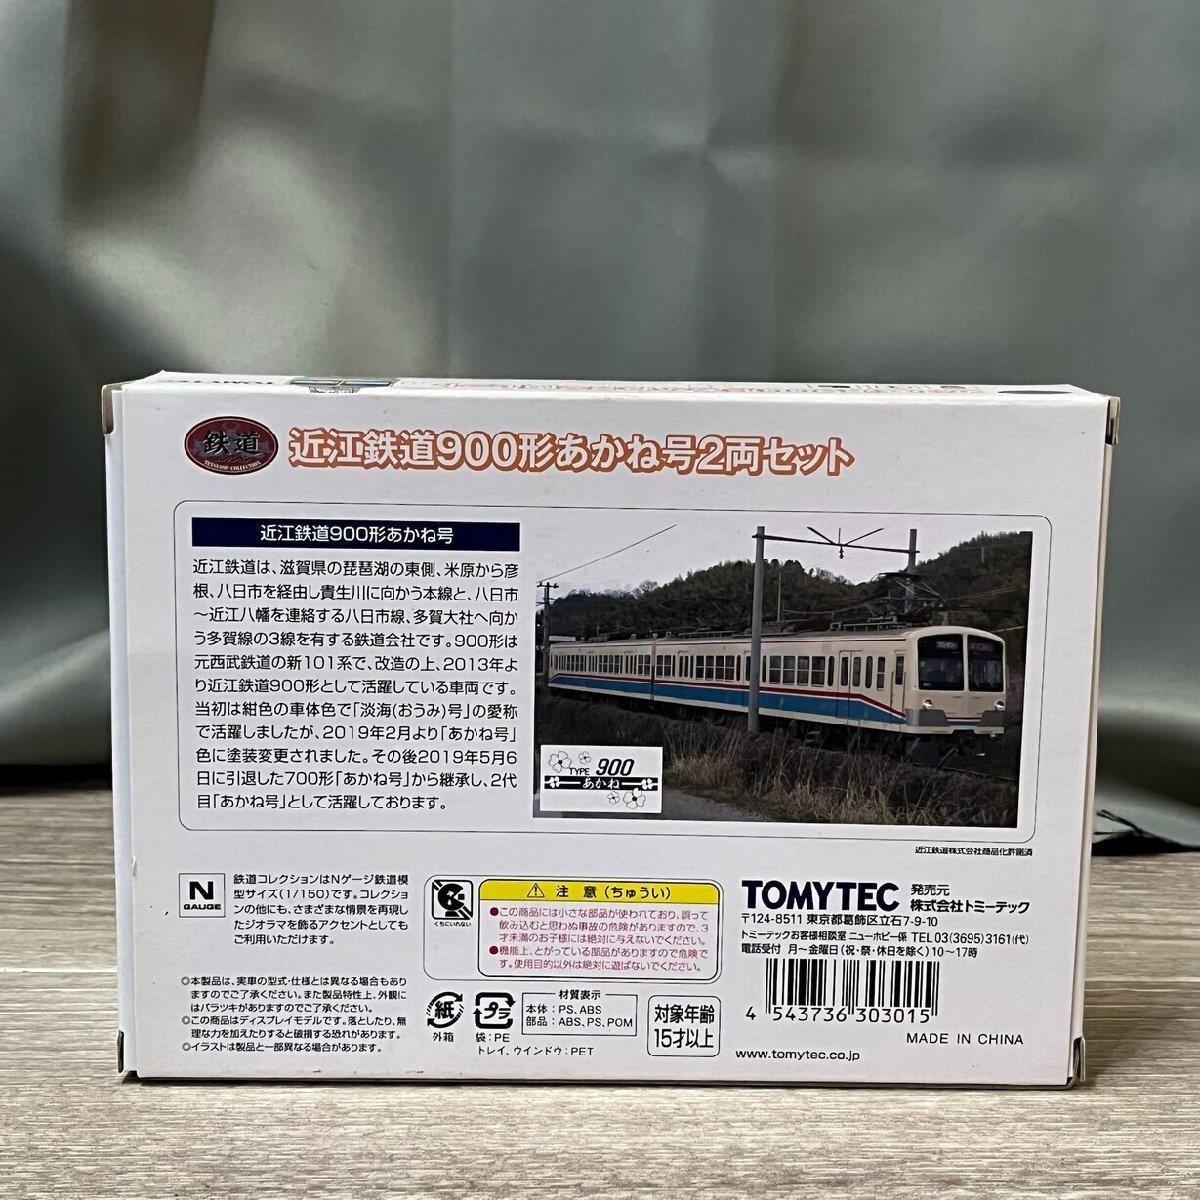 鉄道
コレクション
TETSUDOU COLLECTION
近江鉄道900形あかね号2両セット
近江鉄道900形あかね号
近江鉄道は、滋賀県の琵琶湖の東側、米原から彦
根、八日市を経由し貴生川に向かう本線と、八日市
～近江八幡を連絡する八日市線、多賀大社へ向か
う多賀線の3線を有する鉄道会社です。900形は
元西武鉄道の新101系で、改造の上、2013年よ
り近江鉄道900形として活躍している車両です。
当初は紺色の車体色で「淡海(おうみ)号」の愛称
で活躍しましたが、2019年2月より「あかね号」
色に塗装変更されました。その後2019年5月6
日に引退した700形「あかね号」から継承し、2代
目「あかね号」として活躍しております。
TYPE 900
あかね
近江鉄道株式会社商品化許諾済
N
GAUGE
鉄道コレクションはNゲージ鉄道模
型サイズ(1/150)です。コレクショ
ンの他にも、さまざまな情景を再現し
たジオラマを飾るアクセントとしても
ご利用いただけます。
◎本製品は、実車の型式・仕様とは異なる場合もあり
ますのでご了承ください。また製品特性上、外観に
はバラツキがありますのでご了承ください。
◎この商品はディスプレイモデルです。落としたり、無
理な力を加えたりすると破損する恐れがあります。
◎イラストは製品と一部異なる場合があります。
くちにいれない
注 意 (ちゅうい)
●この商品には小さな部品が使われており、誤って
飲み込むと思わぬ事故の危険がありますので、3
才未満のお子様には絶対に与えないでください。
●機能上、とがっている部品がありますので危険で
す。使用目的以外は絶対に遊ばないでください。
紙
外箱
プラ
袋:PE
トレイ、ウインドウ:PET
材質表示
本体：PS、ABS
部品：ABS、PS、POM
対象年齢
15才以上
TOMYTEC 発売元
株式会社トミーテック
〒124-8511 東京都葛飾区立石7-9-10
トミーテックお客様相談室 ニューホビー係 TEL 03(3695)3161(代)
電話受付 月～金曜日(祝・祭・休日を除く)10～17時
4 543736 303015
www.tomytec.co.jp
MADE IN CHINA